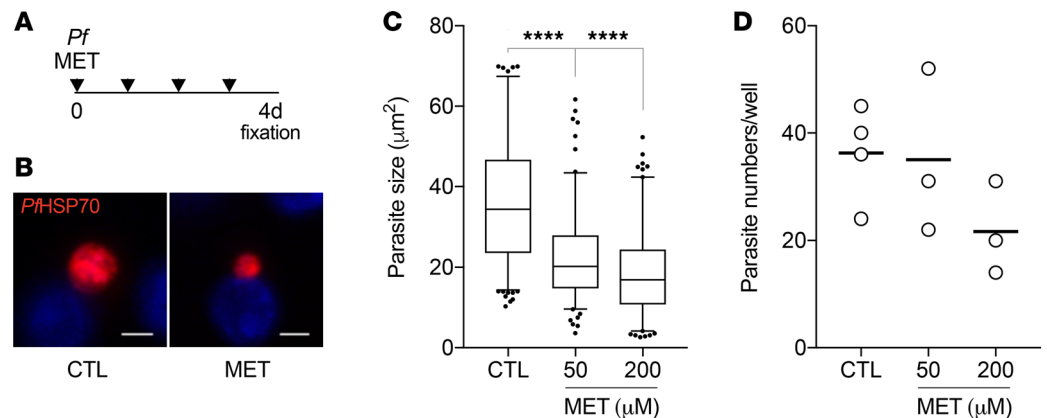 A
Pf
MET
0
4d
fixation
B
PfHSP70
CTL
MET
C
**** ****
Parasite size (µm²)
80
60
40
20
0
CTL
50
200
MET (µM)
D
Parasite numbers/well
60
40
20
0
CTL
50
200
MET (µM)